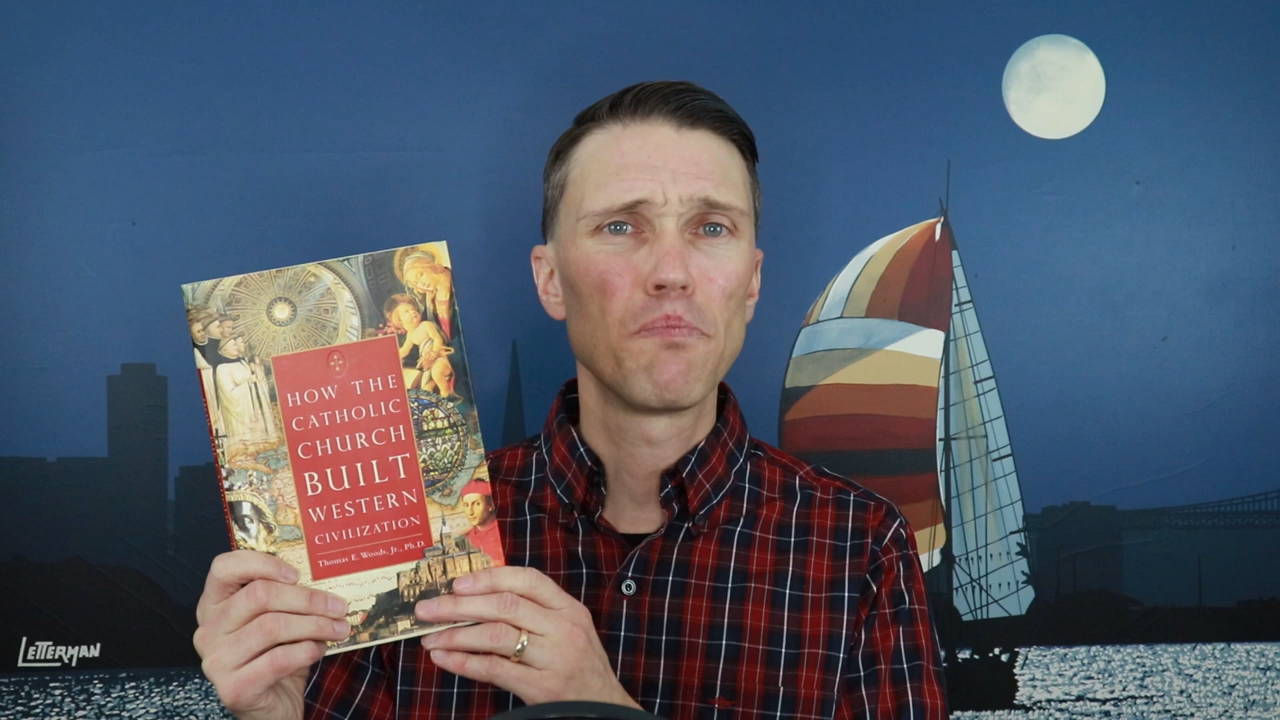 HOW THE
CATHOLIC
CHURCH
BUILT
WESTERN
CIVILIZATION
Thomas E. Woods, Jr., Ph.D.
LETTERMAN